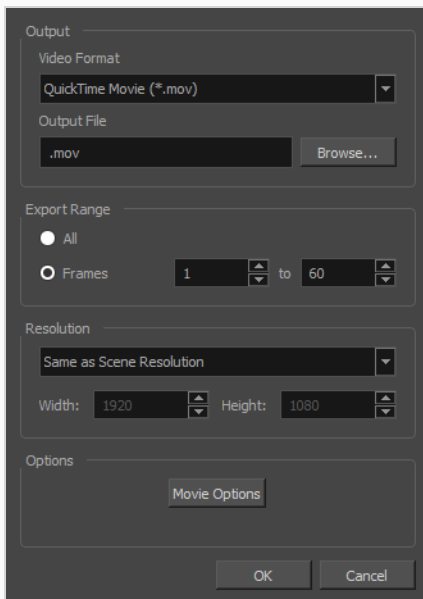 Output
Video Format
QuickTime Movie (*.mov)
Output File
.mov Browse...
Export Range
All
Frames 1 to 60
Resolution
Same as Scene Resolution
Width: 1920 Height: 1080
Options
Movie Options
OK Cancel